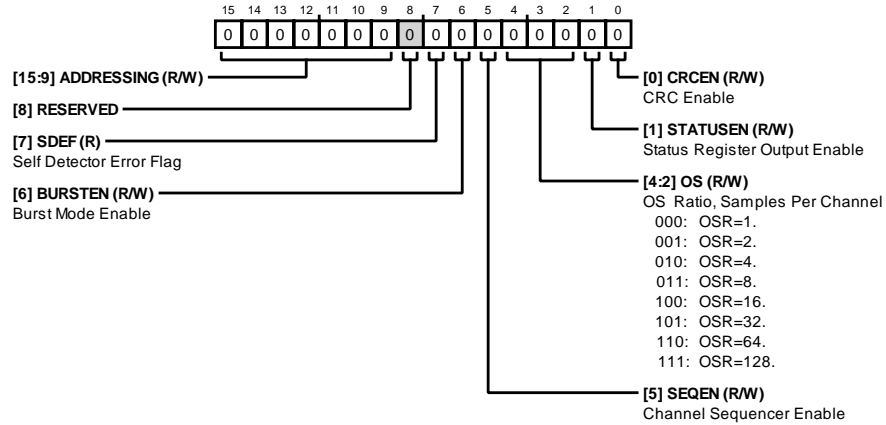 15 14 13 12 11 10 9 8 7 6 5 4 3 2 1 0
0 0 0 0 0 0 0 0 0 0 0 0 0 0 0 0
[15:9] ADDRESSING (R/W)
[8] RESERVED
[7] SDEF (R)
Self Detector Error Flag
[6] BURSTEN (R/W)
Burst Mode Enable
[0] CRCEN (R/W)
CRC Enable
[1] STATUSEN (R/W)
Status Register Output Enable
[4:2] OS (R/W)
OS Ratio, Samples Per Channel
000: OSR=1.
001: OSR=2.
010: OSR=4.
011: OSR=8.
100: OSR=16.
101: OSR=32.
110: OSR=64.
111: OSR=128.
[5] SEQEN (R/W)
Channel Sequencer Enable